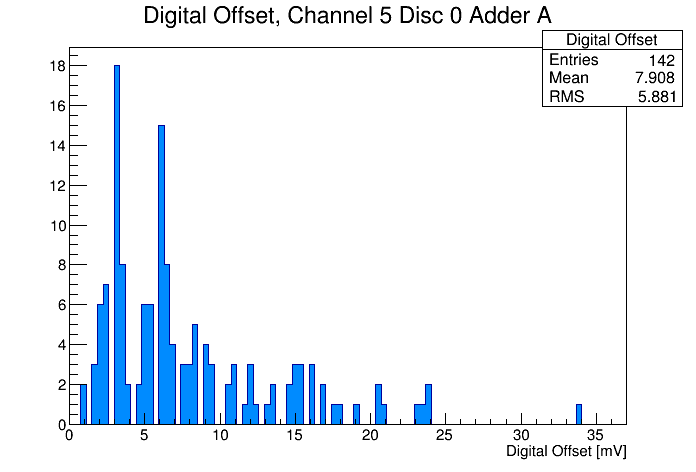 Digital Offset, Channel 5 Disc 0 Adder A
Digital Offset
Entries 142
Mean 7.908
RMS 5.881
18
16
14
12
10
8
6
4
2
0
0 5 10 15 20 25 30 35
Digital Offset [mV]